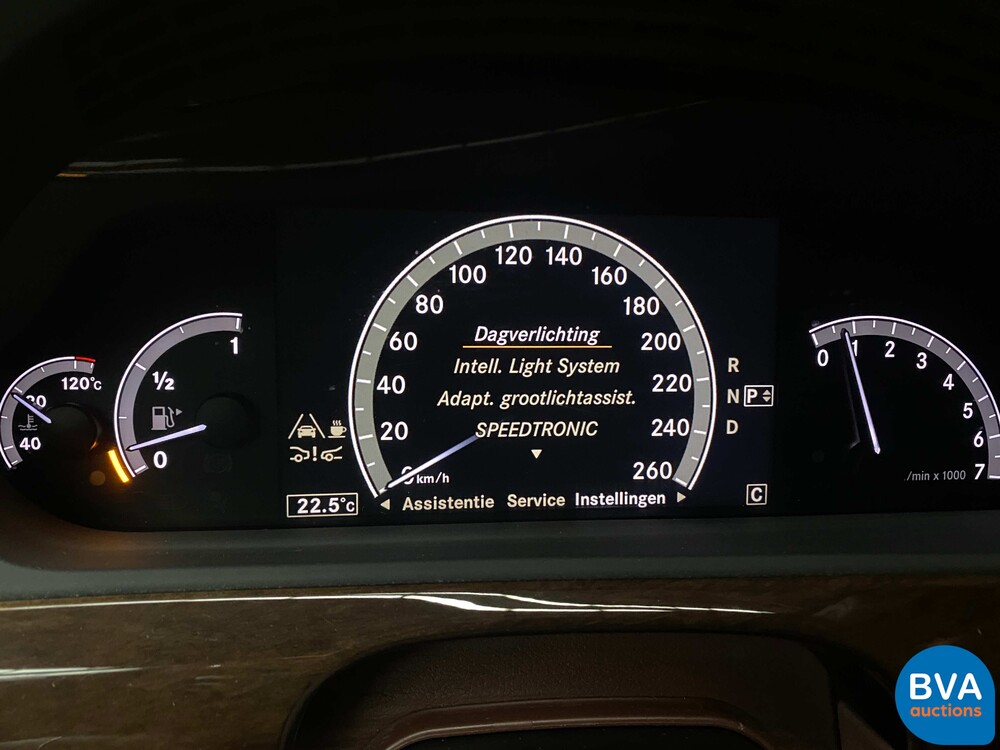 120°C
80
40
1
½
0
22.5°C
0
20
40
60
80
100
120
140
160
180
200
220
240
260
km/h
Dagverlichting
Intell. Light System
Adapt. grootlichtassist.
SPEEDTRONIC
Assistentie Service Instellingen
R
N P
D
C
0
1
2
3
4
5
6
7
./min x 1000
BVA
auctions